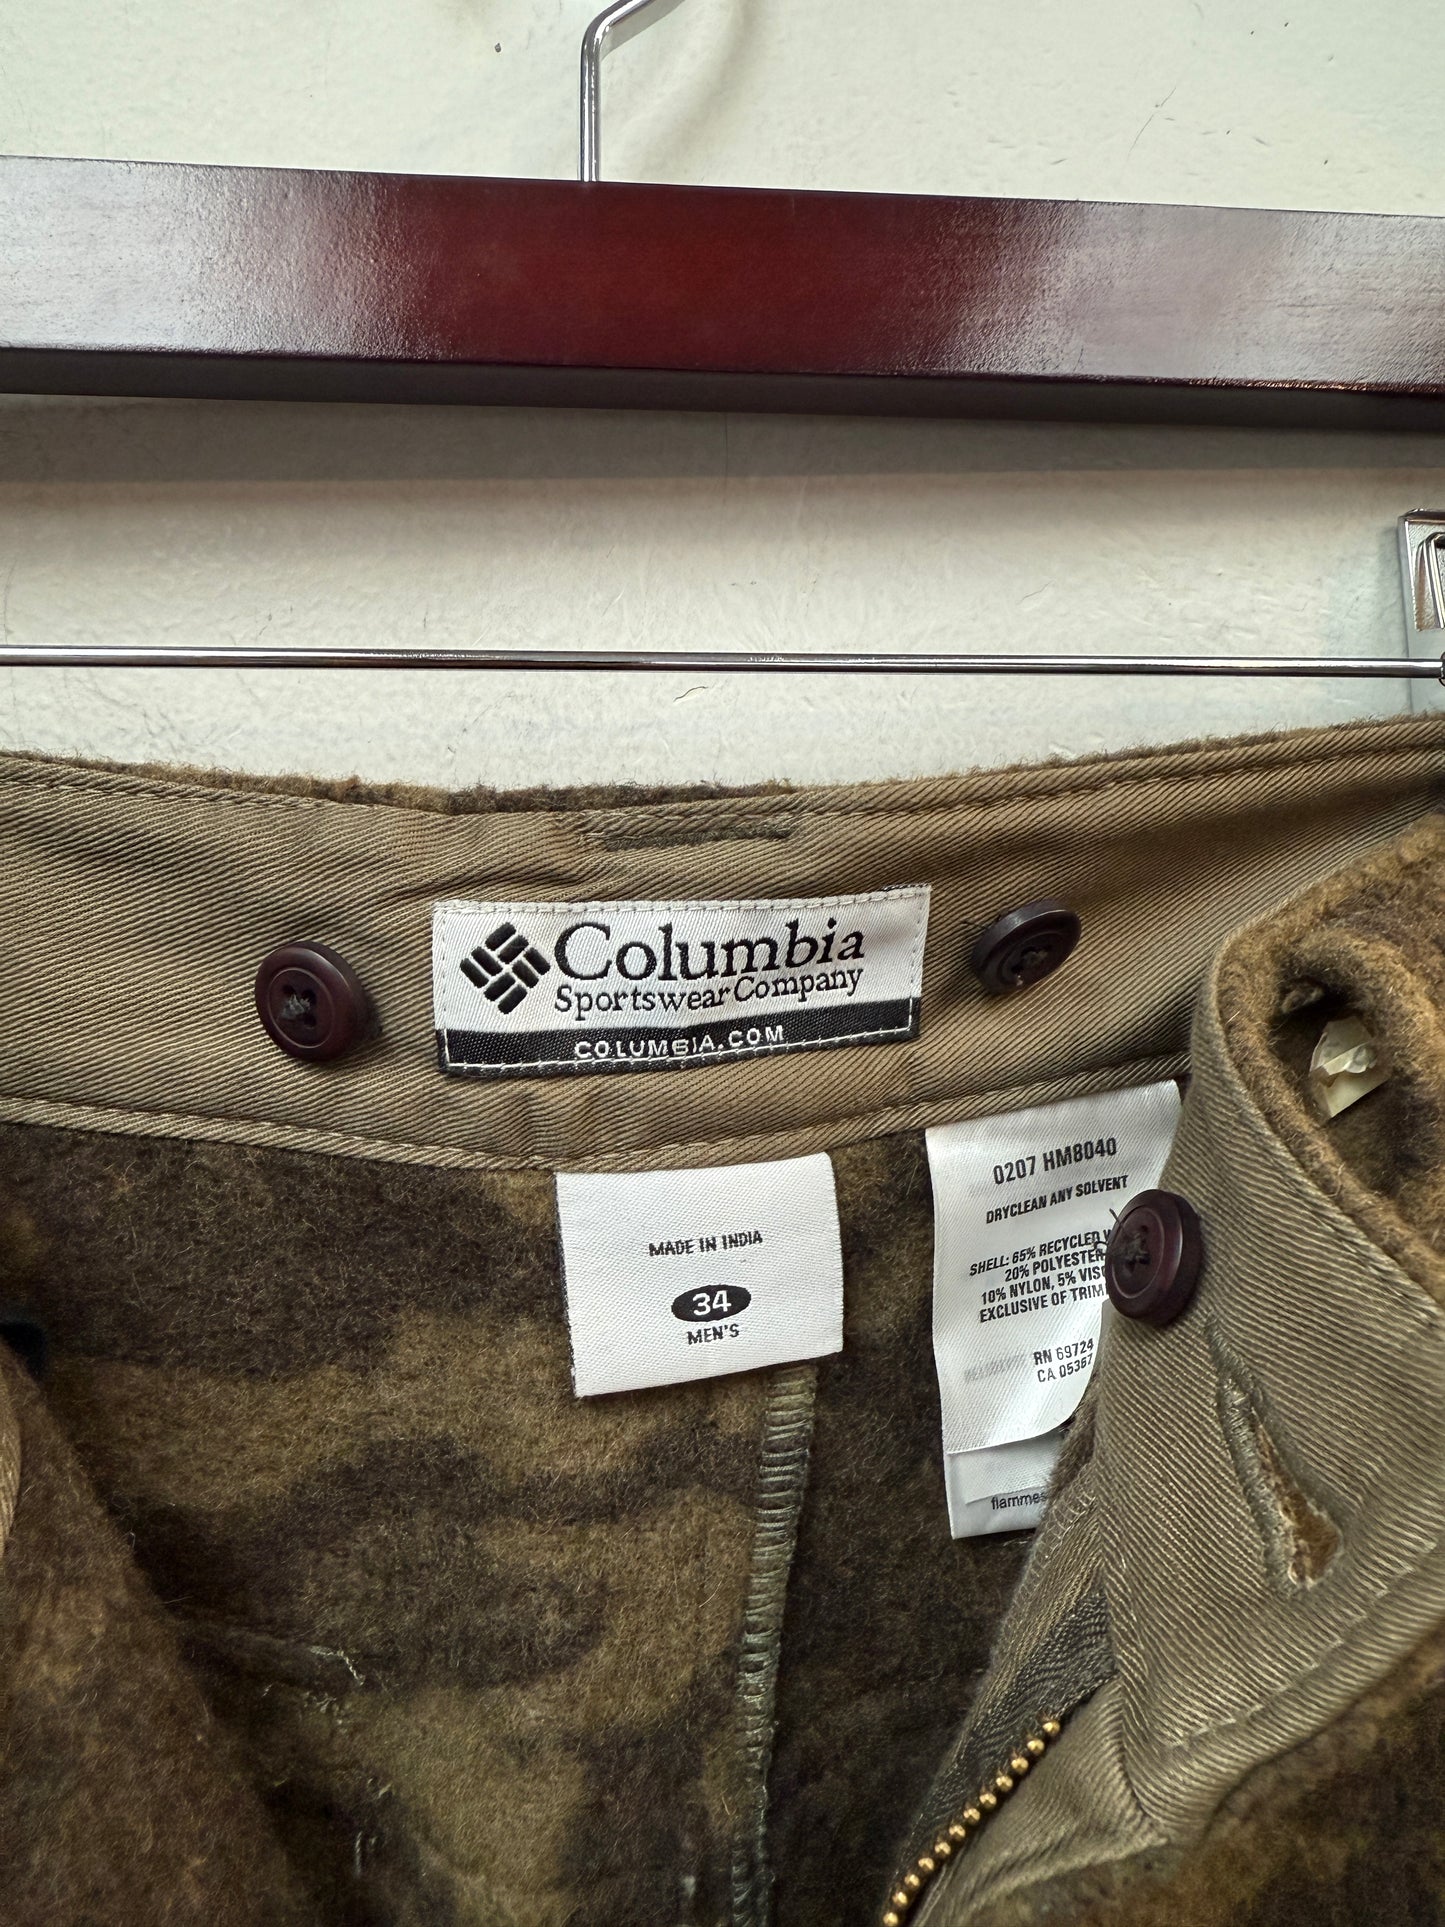 Columbia
Sportswear Company
COLUMBIA.COM
MADE IN INDIA
34
MEN'S
0207 HM8040
DRYCLEAN ANY SOLVENT
SHELL: 65% RECYCLED
20% POLYESTER
10% NYLON, 5%
EXCLUSIVE OF TRIM
RN 69724
CA 05367